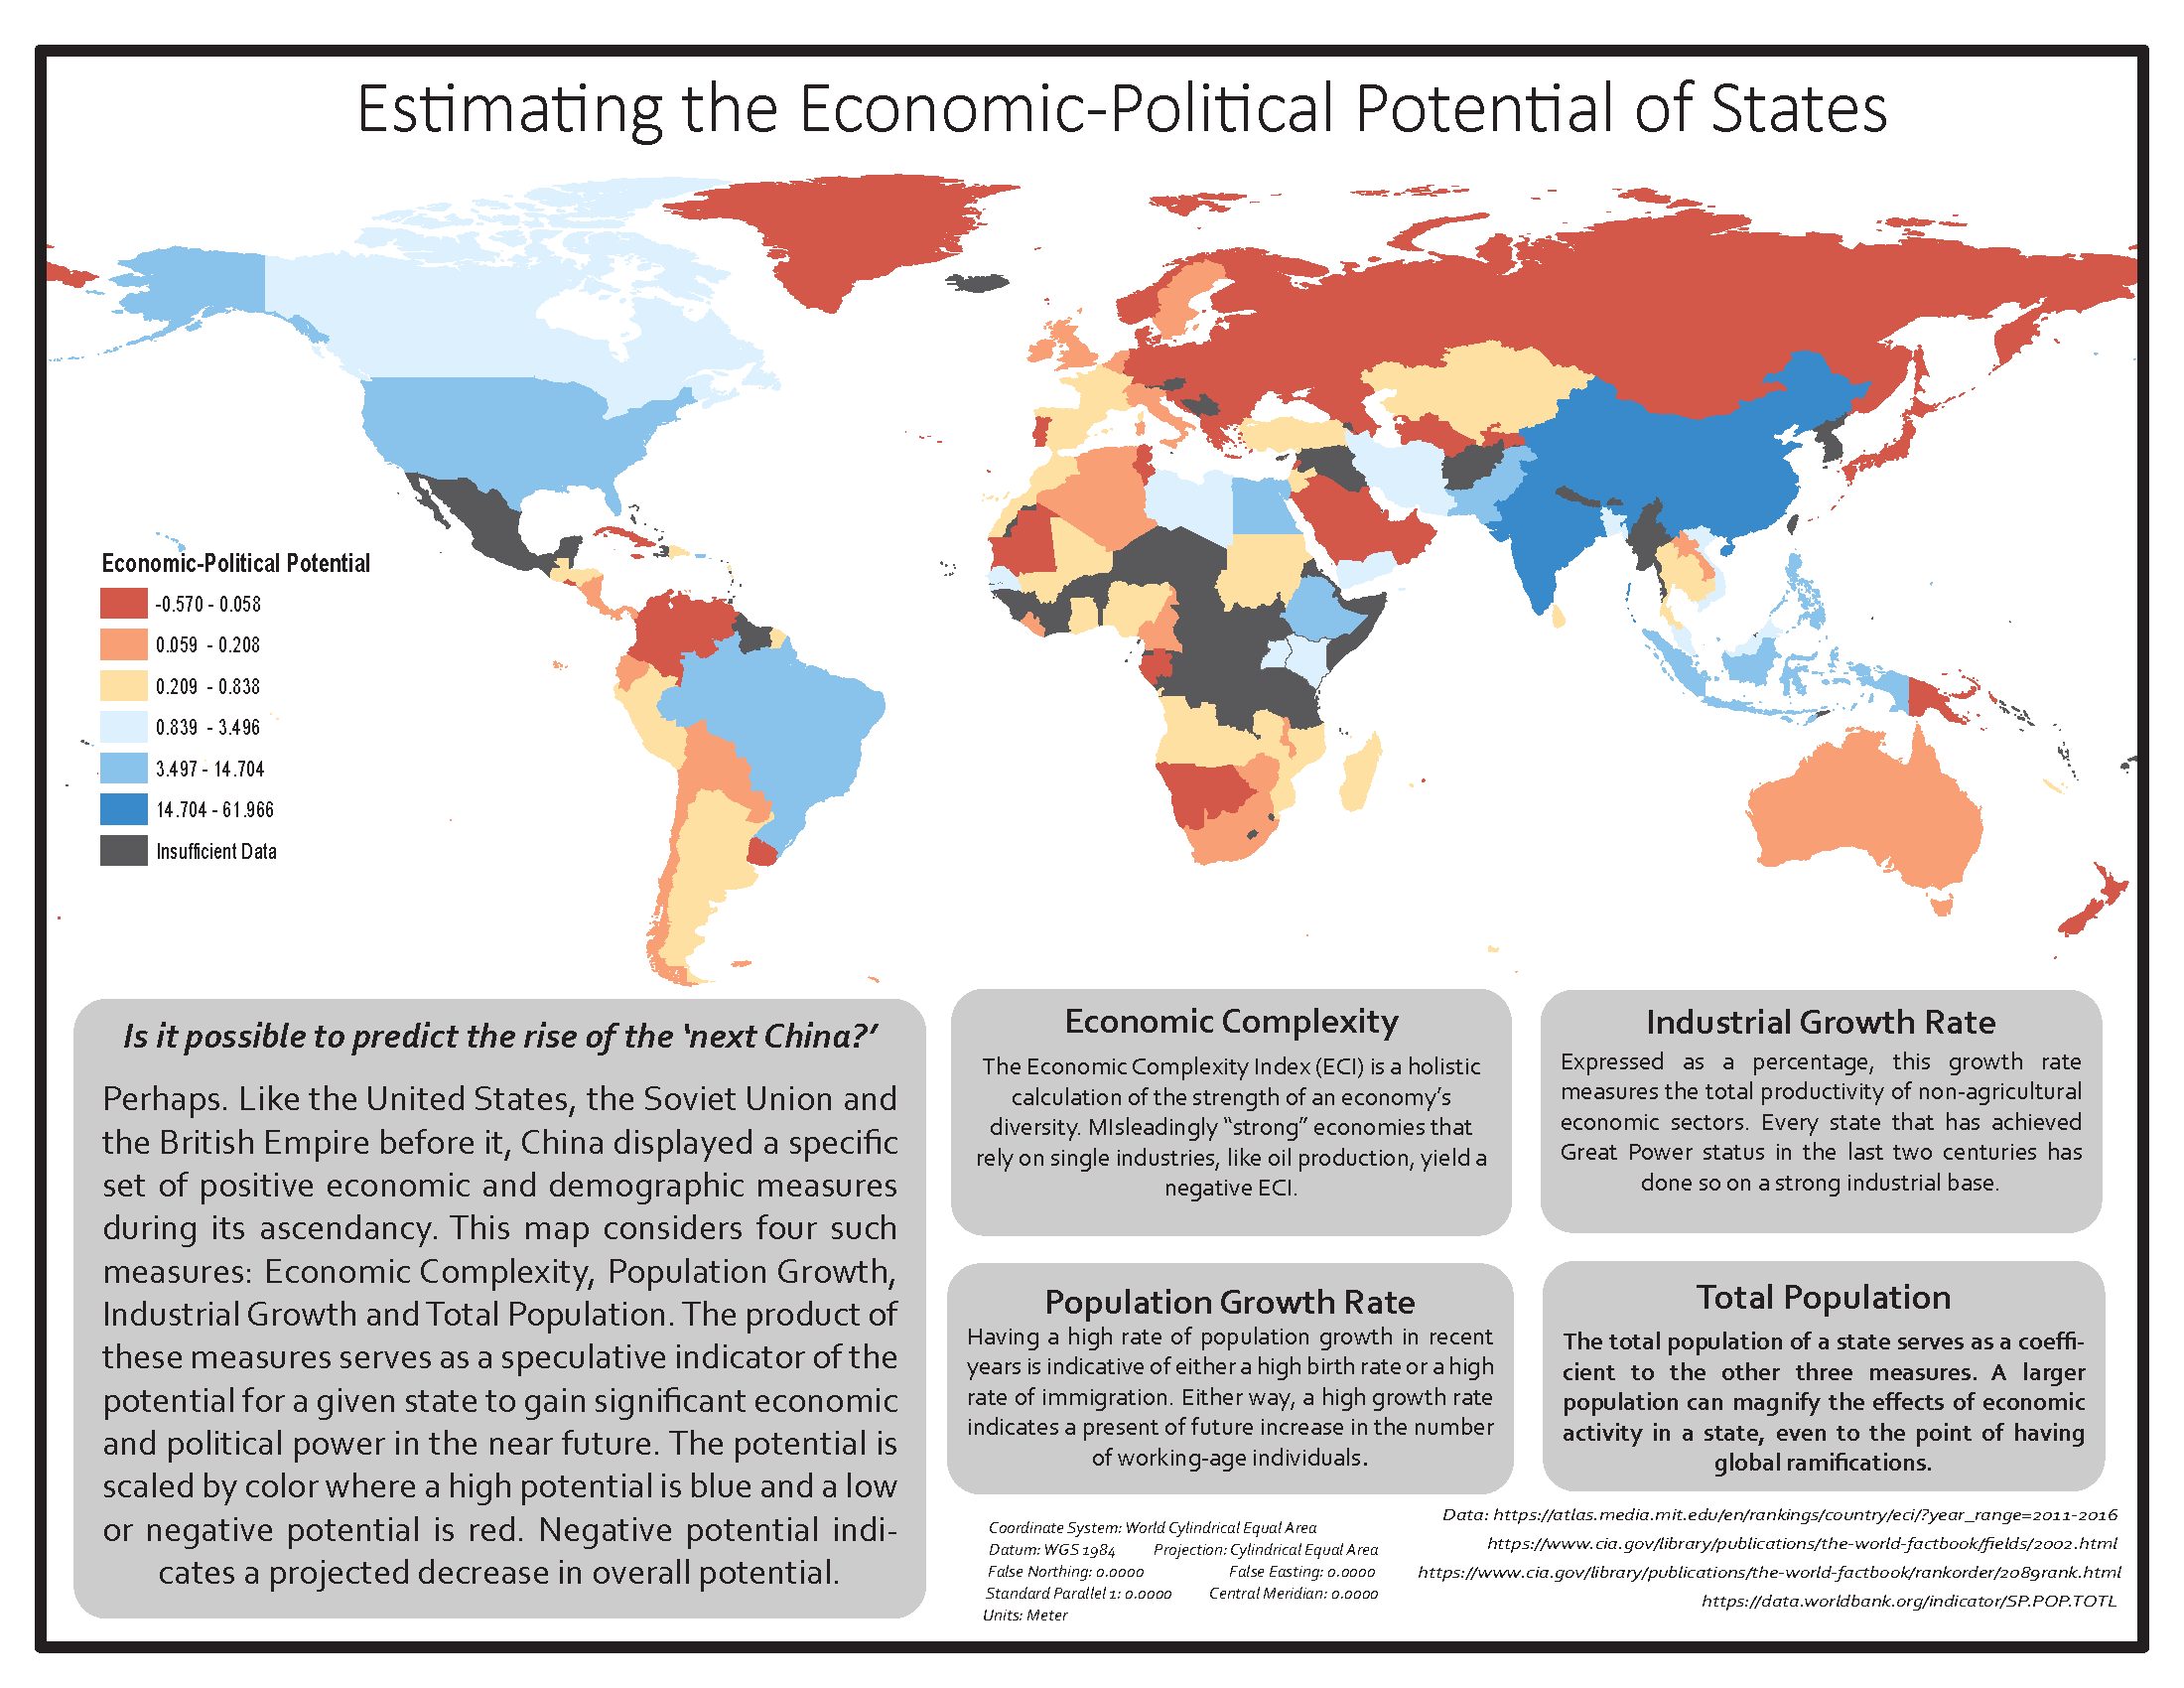 Estimating the Economic-Political Potential of States
Economic-Political Potential
-0.570 - 0.058
0.059 - 0.208
0.209 - 0.838
0.839 - 3.496
3.497 - 14.704
14.704 - 61.966
Insufficient Data
Is it possible to predict the rise of the ‘next China?’
Perhaps. Like the United States, the Soviet Union and
the British Empire before it, China displayed a specific
set of positive economic and demographic measures
during its ascendancy. This map considers four such
measures: Economic Complexity, Population Growth,
Industrial Growth and Total Population. The product of
these measures serves as a speculative indicator of the
potential for a given state to gain significant economic
and political power in the near future. The potential is
scaled by color where a high potential is blue and a low
or negative potential is red. Negative potential indi-
cates a projected decrease in overall potential.
Economic Complexity
The Economic Complexity Index (ECI) is a holistic
calculation of the strength of an economy’s
diversity. MIsleadingly “strong” economies that
rely on single industries, like oil production, yield a
negative ECI.
Industrial Growth Rate
Expressed as a percentage, this growth rate
measures the total productivity of non-agricultural
economic sectors. Every state that has achieved
Great Power status in the last two centuries has
done so on a strong industrial base.
Population Growth Rate
Having a high rate of population growth in recent
years is indicative of either a high birth rate or a high
rate of immigration. Either way, a high growth rate
indicates a present of future increase in the number
of working-age individuals.
Total Population
The total population of a state serves as a coeffi-
cient to the other three measures. A larger
population can magnify the effects of economic
activity in a state, even to the point of having
global ramifications.
Coordinate System: World Cylindrical Equal Area
Datum: WGS 1984 Projection: Cylindrical Equal Area
False Northing: 0.0000 False Easting: 0.0000
Standard Parallel 1: 0.0000 Central Meridian: 0.0000
Units: Meter
Data: https://atlas.media.mit.edu/en/rankings/country/eci/?year_range=2011-2016
https://www.cia.gov/library/publications/the-world-factbook/fields/2002.html
https://www.cia.gov/library/publications/the-world-factbook/rankorder/2089rank.html
https://data.worldbank.org/indicator/SP.POP.TOTL